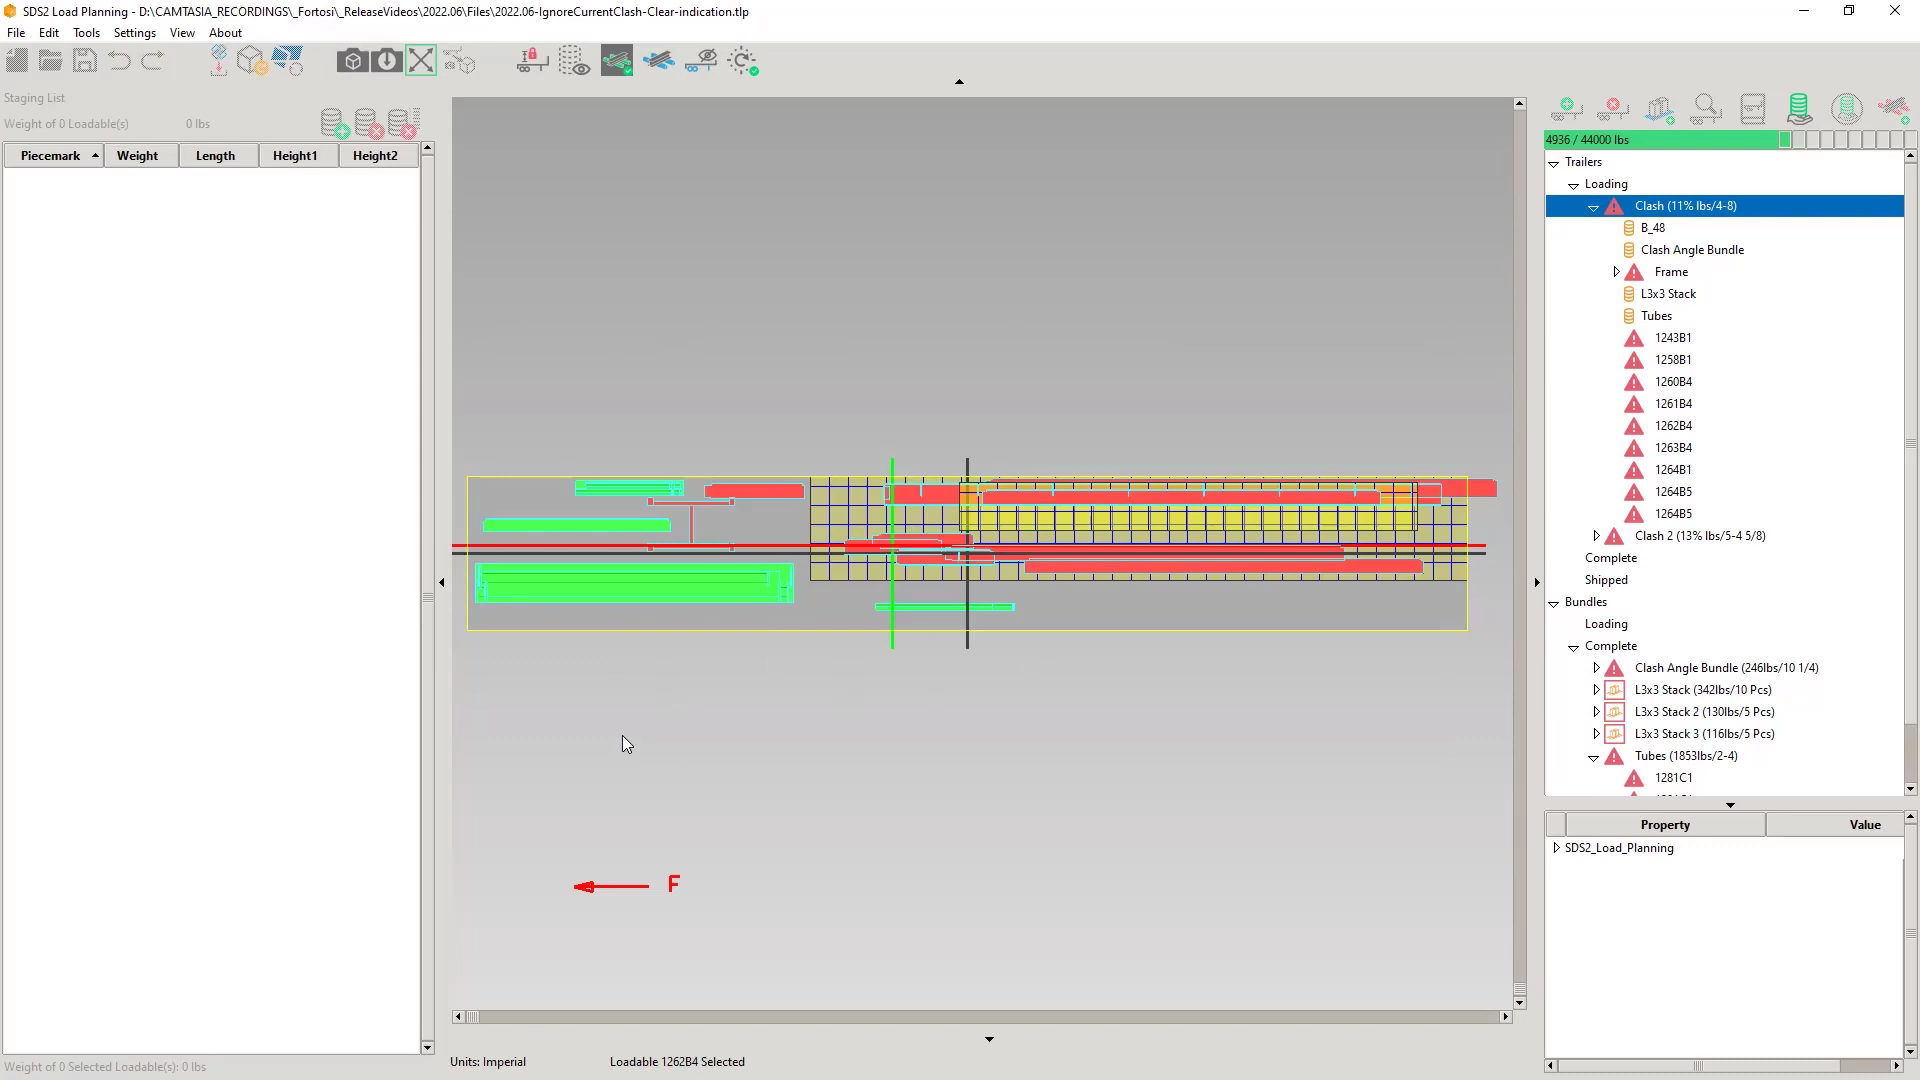 SDS2 Load Planning - D:\CAMTASIA_RECORDINGS\_Fortosi\_ReleaseVideos\2022.06\Files\2022.06-IgnoreCurrentClash-Clear-indication.tlp
File Edit Tools Settings View About
Staging List
Weight of 0 Loadable(s) 0 lbs
Piecemark Weight Length Height1 Height2
F
Weight of 0 Selected Loadable(s): 0 lbs
Units: Imperial Loadable 1262B4 Selected
4936 / 44000 lbs
Trailers
Loading
Clash (11% lbs/4-8)
B_48
Clash Angle Bundle
Frame
L3x3 Stack
Tubes
1243B1
1258B1
1260B4
1261B4
1262B4
1263B4
1264B1
1264B5
1264B5
Clash 2 (13% lbs/5-4 5/8)
Complete
Shipped
Bundles
Loading
Complete
Clash Angle Bundle (246lbs/10 1/4)
L3x3 Stack (342lbs/10 Pcs)
L3x3 Stack 2 (130lbs/5 Pcs)
L3x3 Stack 3 (116lbs/5 Pcs)
Tubes (1853lbs/2-4)
1281C1
Property Value
SDS2_Load_Planning